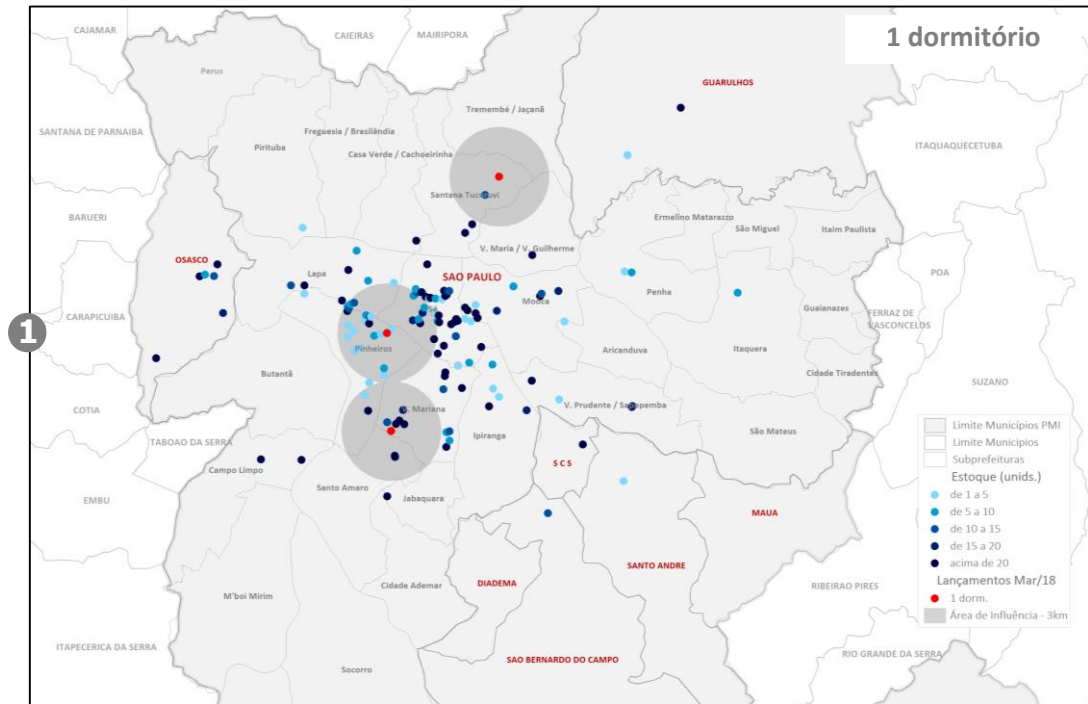 1 dormitório
CAJAMAR
CAIEIRAS
MAIRIPORA
Perus
GUARULHOS
Tremembé / Jaçanã
SANTANA DE PARNAIBA
Freguesia / Brasilândia
Pirituba
Casa Verde / Cachoeirinha
ITAQUAQUECETUBA
Santana Tucuruvi
Ermelino Matarazzo
São Miguel
Itaim Paulista
BARUERI
V. Maria / V. Guilherme
OSASCO
Lapa
SAO PAULO
POA
Penha
Mooca
Sé
Guaianazes
FERRAZ DE
VASCONCELOS
CARAPICUIBA
1
Pinheiros
Aricanduva
Itaquera
Butantã
Cidade Tiradentes
SUZANO
COTIA
V. Mariana
V. Prudente / Sapopemba
TABOAO DA SERRA
Ipiranga
São Mateus
Campo Limpo
S C S
Santo Amaro
Jabaquara
EMBU
MAUA
SANTO ANDRE
DIADEMA
Cidade Ademar
M'boi Mirim
RIBEIRAO PIRES
ITAPECERICA DA SERRA
SAO BERNARDO DO CAMPO
RIO GRANDE DA SERRA
Socorro
Limite Municipios PMI
Limite Municipios
Subprefeituras
Estoque (unids.)
de 1 a 5
de 5 a 10
de 10 a 15
de 15 a 20
acima de 20
Lançamentos Mar/18
1 dorm.
Área de Influência - 3km